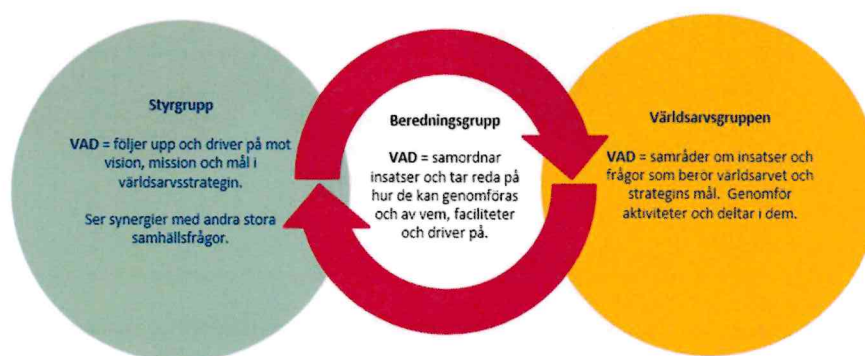 Styrgrupp
VAD = följer upp och driver på mot
vision, mission och mål i
världsarvsstrategin.
Ser synergier med andra stora
samhällsfrågor.
Beredningsgrupp
VAD = samordnar
insatser och tar reda på
hur de kan genomföras
och av vem, faciliteter
och driver på.
Världsarvsgruppen
VAD = samråder om insatser och
frågor som berör världsarvet och
strategins mål. Genomför
aktiviteter och deltar i dem.